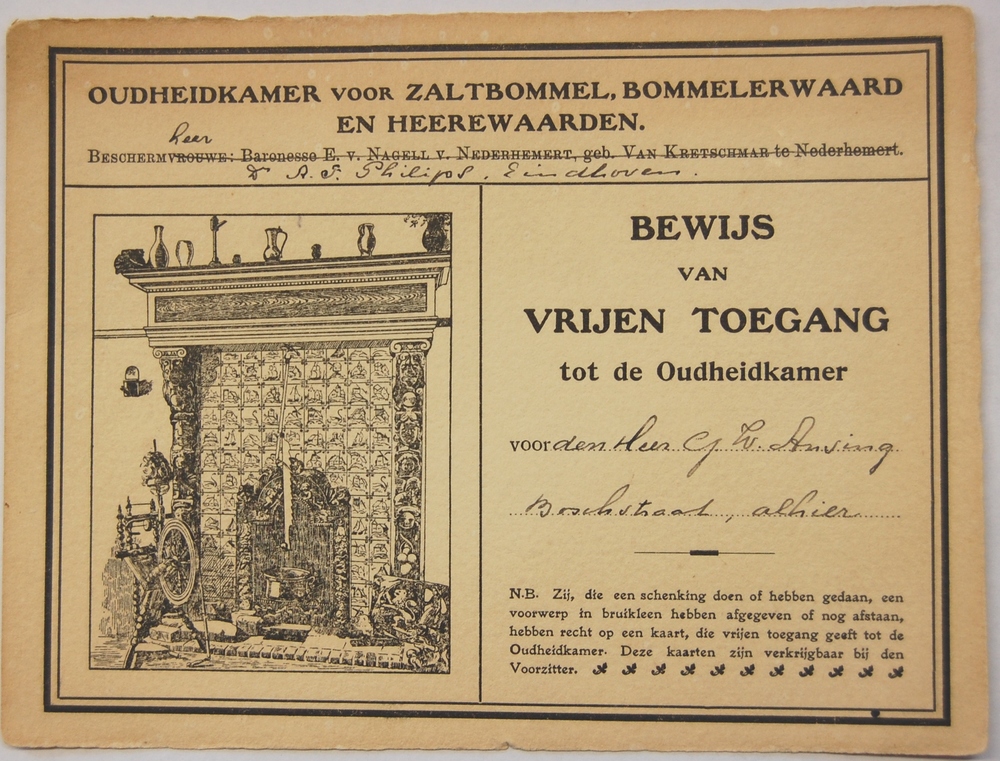 OUDHEIDKAMER VOOR ZALTBOMMEL, BOMMELERWAARD
EN HEEREWAARDEN.
heer
BESCHERMVROUWE: Baronesse E. v. NAGELL v. NEDERHEMERT, geb. VAN KRETSCHMAR te Nederhemert.
Dr A. F. Philips, Eindhoven.
BEWIJS
VAN
VRIJEN TOEGANG
tot de Oudheidkamer
voor den Heer G. W. Ansing
Boschstraat, alhier
N.B. Zij, die een schenking doen of hebben gedaan, een
voorwerp in bruikleen hebben afgegeven of nog afstaan,
hebben recht op een kaart, die vrijen toegang geeft tot de
Oudheidkamer. Deze kaarten zijn verkrijgbaar bij den
Voorzitter.